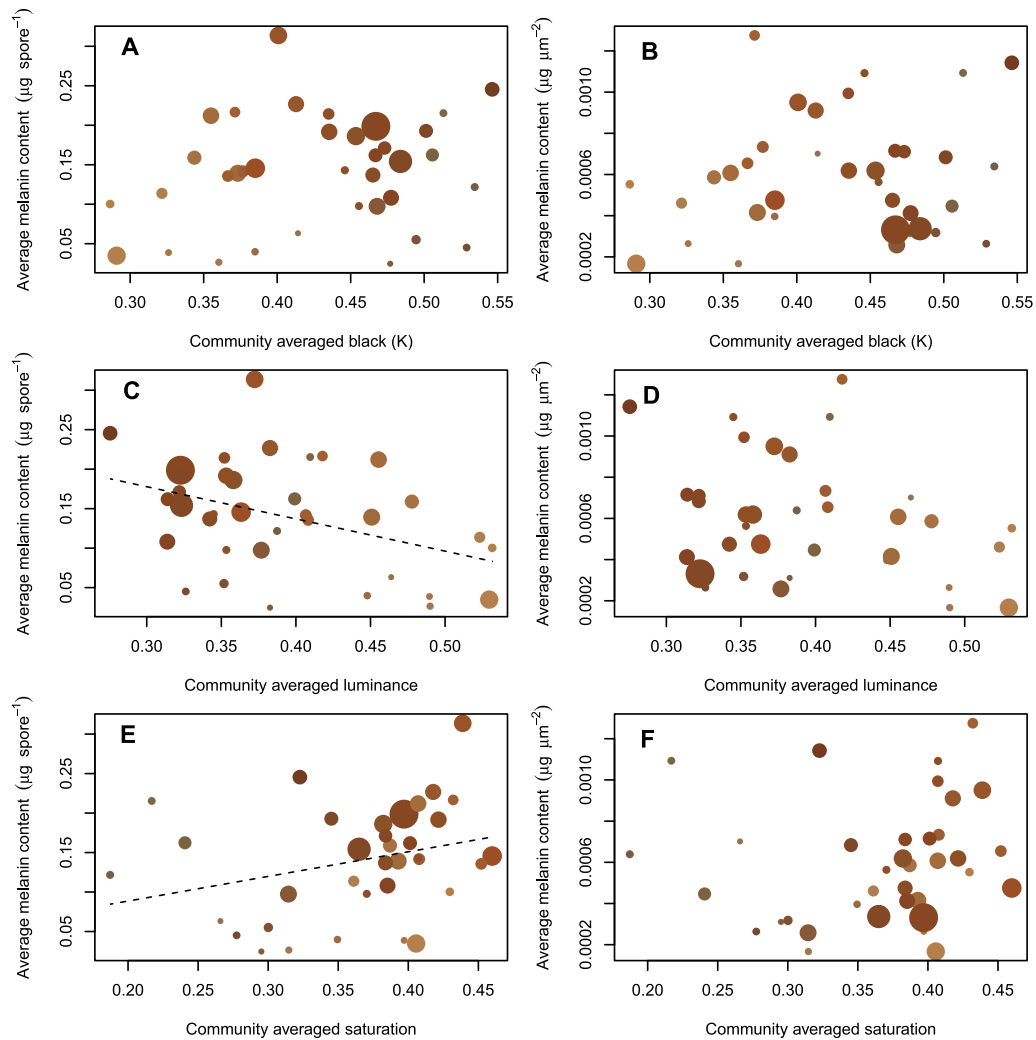 A
Average melanin content (μg spore⁻¹)
0.05 0.15 0.25
0.30 0.35 0.40 0.45 0.50 0.55
Community averaged black (K)
B
Average melanin content (μg μm⁻²)
0.0002 0.0006 0.0010
0.30 0.35 0.40 0.45 0.50 0.55
Community averaged black (K)
C
Average melanin content (μg spore⁻¹)
0.05 0.15 0.25
0.30 0.35 0.40 0.45 0.50
Community averaged luminance
D
Average melanin content (μg μm⁻²)
0.0002 0.0006 0.0010
0.30 0.35 0.40 0.45 0.50
Community averaged luminance
E
Average melanin content (μg spore⁻¹)
0.05 0.15 0.25
0.20 0.25 0.30 0.35 0.40 0.45
Community averaged saturation
F
Average melanin content (μg μm⁻²)
0.0002 0.0006 0.0010
0.20 0.25 0.30 0.35 0.40 0.45
Community averaged saturation